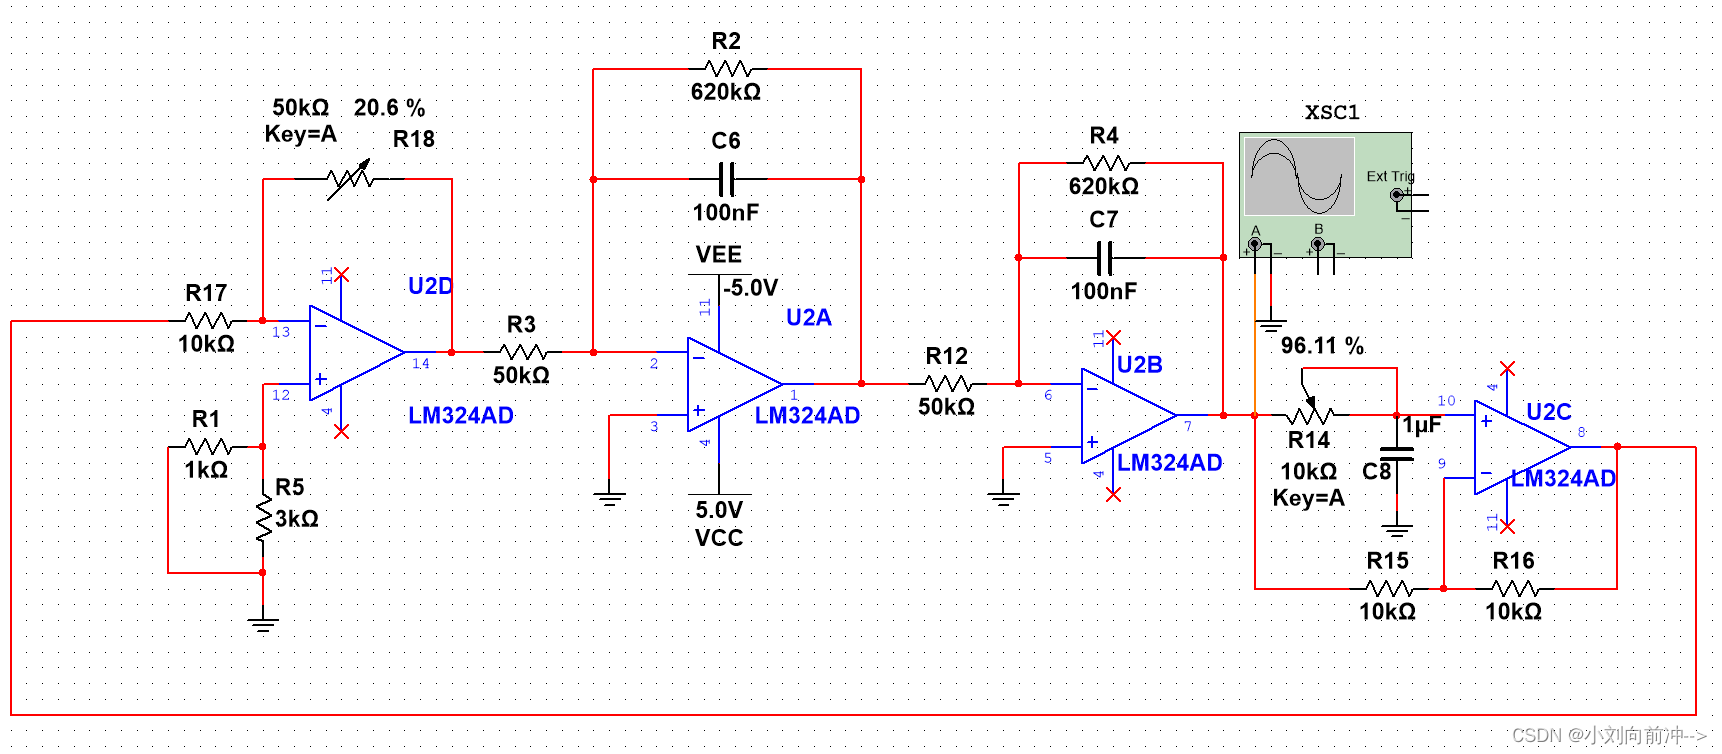 R2
620kΩ
50kΩ 20.6 %
Key=A
R18
C6
100nF
R4
620kΩ
C7
100nF
XSC1
Ext Trig
+
−
A
B
+
−
+
−
VEE
-5.0V
11
U2A
2
−
+
3
1
4
LM324AD
5.0V
VCC
R17
10kΩ
11
U2D
13
−
+
12
14
4
LM324AD
R1
1kΩ
R5
3kΩ
R3
50kΩ
R12
50kΩ
11
U2B
6
−
+
5
7
4
LM324AD
96.11 %
R14
10kΩ
Key=A
1µF
C8
4
U2C
10
+
−
9
8
11
LM324AD
R15
10kΩ
R16
10kΩ
CSDN @小刘向前冲-->